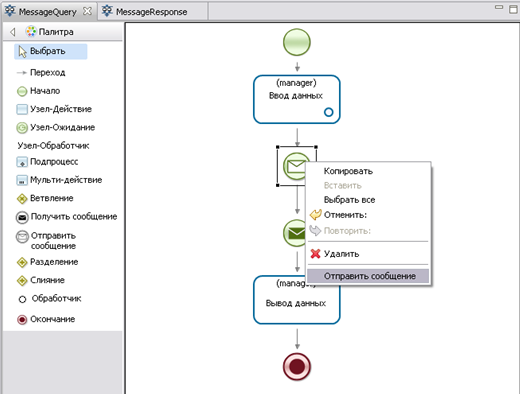 MessageQuery
MessageResponse
Палитра
Выбрать
Переход
Начало
Узел-Действие
Узел-Ожидание
Узел-Обработчик
Подпроцесс
Мульти-действие
Ветвление
Получить сообщение
Отправить
сообщение
Разделение
Слияние
Обработчик
Окончание
(manager)
Ввод данных
Копировать
Вставить
Выбрать все
Отменить:
Повторить:
Удалить
Отправить сообщение
(manager)
Вывод данных